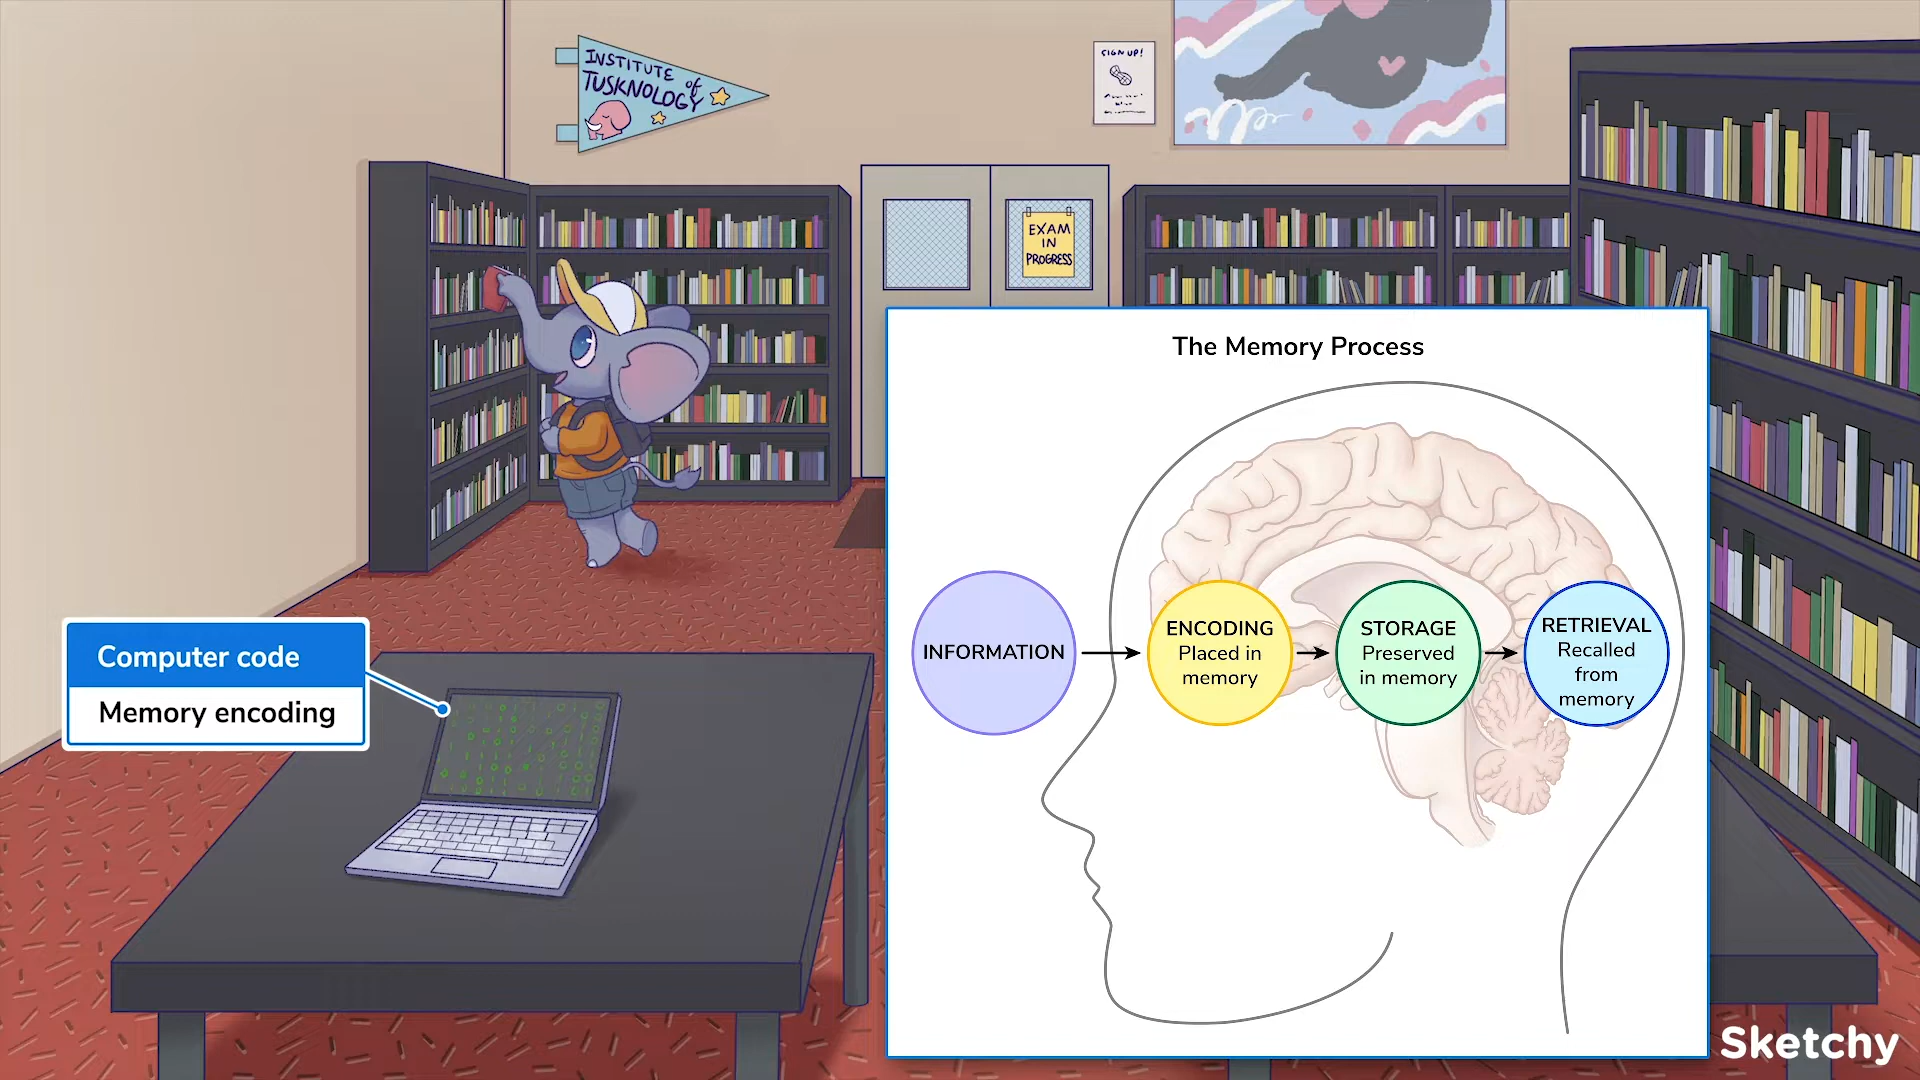 INSTITUTE of
TUSKNOLOGY
SIGN UP!
EXAM
IN
PROGRESS
The Memory Process
INFORMATION
ENCODING
Placed in
memory
STORAGE
Preserved
in memory
RETRIEVAL
Recalled
from
memory
Computer code
Memory encoding
Sketchy